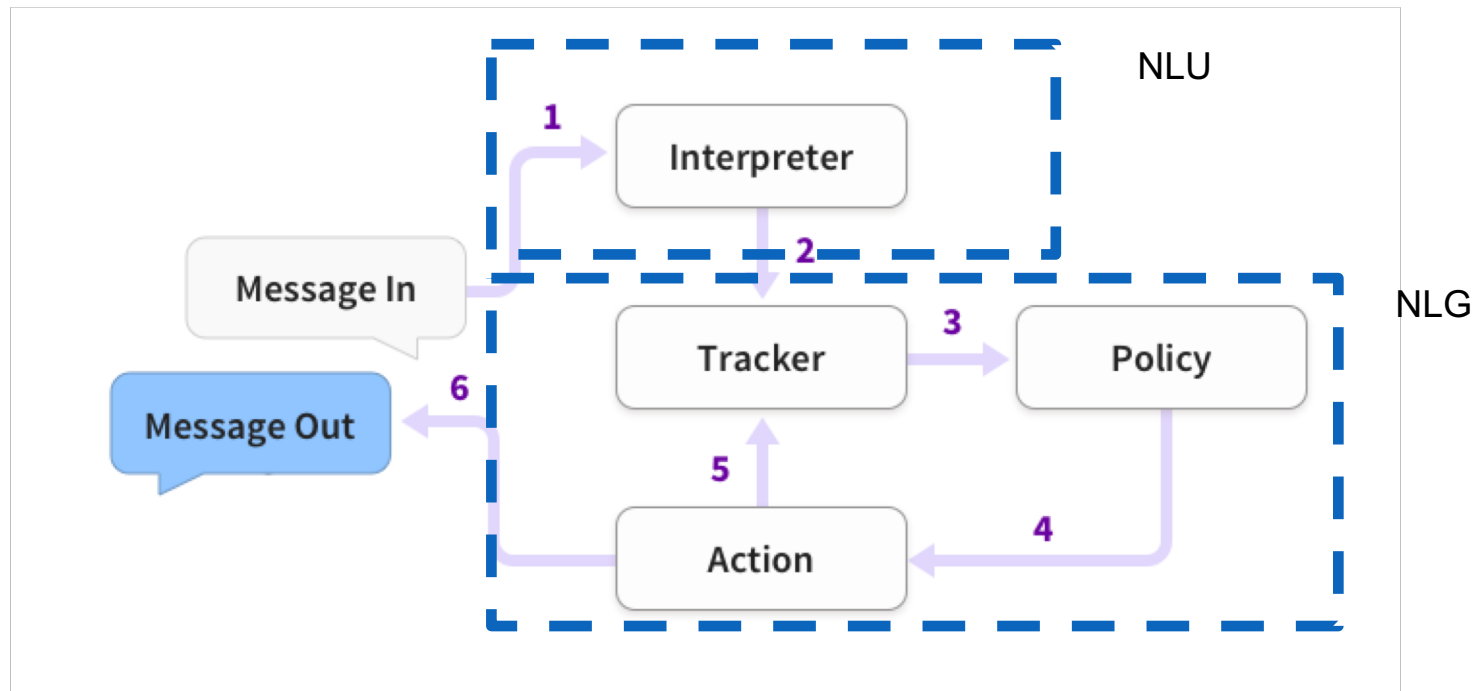 NLU
1
Interpreter
2
Message In
NLG
Tracker
3
Policy
6
Message Out
5
4
Action